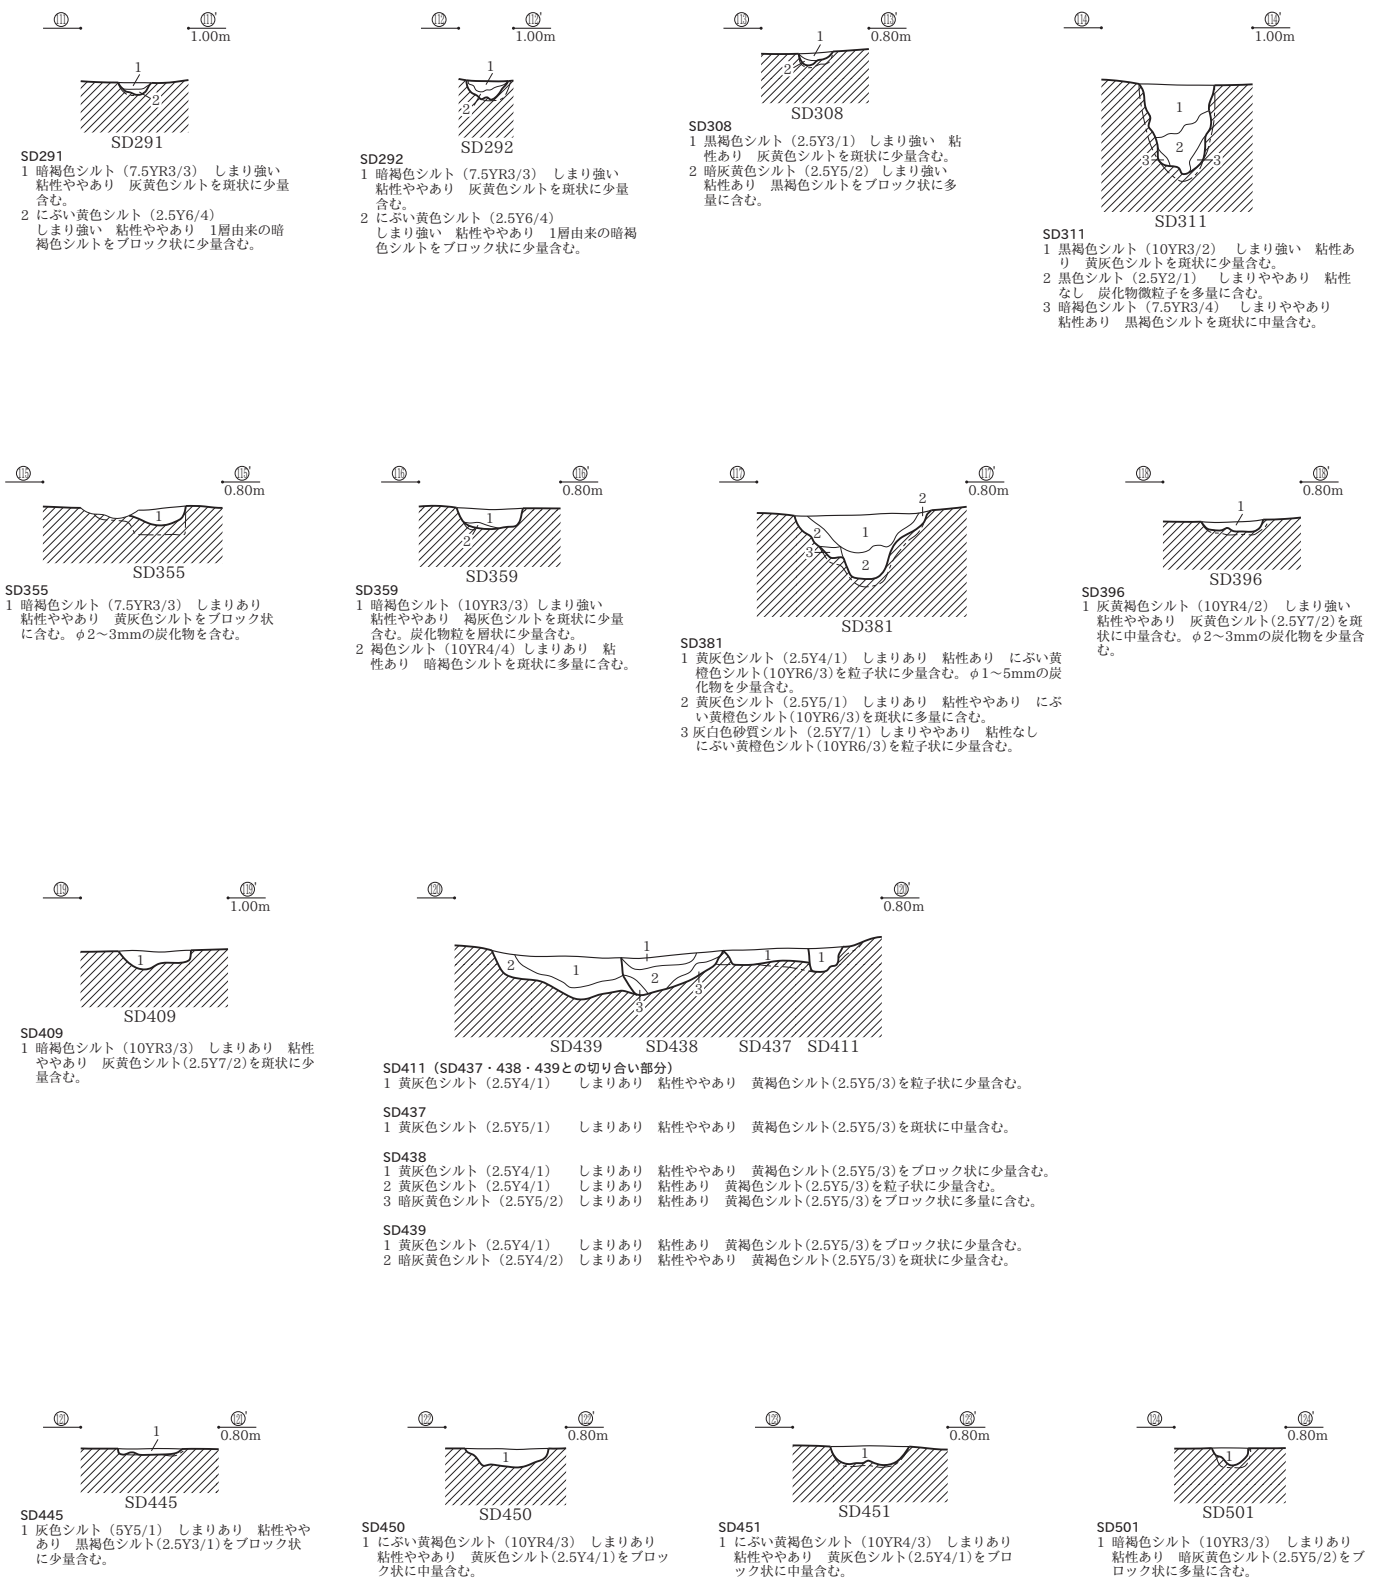 111 111' 1.00m
1
2
SD291
SD291
1 暗褐色シルト（7.5YR3/3） しまり強い
粘性ややあり 灰黄色シルトを斑状に少量
含む。
2 にぶい黄色シルト（2.5Y6/4）
しまり強い 粘性ややあり 1層由来の暗
褐色シルトをブロック状に少量含む。
112 112' 1.00m
1
2
SD292
SD292
1 暗褐色シルト（7.5YR3/3） しまり強い
粘性ややあり 灰黄色シルトを斑状に少量
含む。
2 にぶい黄色シルト（2.5Y6/4）
しまり強い 粘性ややあり 1層由来の暗褐
色シルトをブロック状に少量含む。
113 113' 0.80m
1
2
SD308
SD308
1 黒褐色シルト（2.5Y3/1） しまり強い 粘
性あり 灰黄色シルトを斑状に少量含む。
2 暗灰黄色シルト（2.5Y5/2） しまり強い
粘性あり 黒褐色シルトをブロック状に多
量に含む。
114 114' 1.00m
1
2
3 3
SD311
SD311
1 黒褐色シルト（10YR3/2） しまり強い 粘性あ
り 黄灰色シルトを斑状に少量含む。
2 黒色シルト（2.5Y2/1） しまりややあり 粘性
なし 炭化物微粒子を多量に含む。
3 暗褐色シルト（7.5YR3/4） しまりややあり
粘性あり 黒褐色シルトを斑状に中量含む。
115 115' 0.80m
1
SD355
SD355
1 暗褐色シルト（7.5YR3/3） しまりあり
粘性ややあり 黄灰色シルトをブロック状
に含む。φ2～3mmの炭化物を含む。
116 116' 0.80m
1
2
SD359
SD359
1 暗褐色シルト（10YR3/3）しまり強い
粘性ややあり 褐灰色シルトを斑状に少量
含む。炭化物粒を層状に少量含む。
2 褐色シルト（10YR4/4）しまりあり 粘
性あり 暗褐色シルトを斑状に多量に含む。
117 117' 0.80m
2
2 1
3
2
SD381
SD381
1 黄灰色シルト（2.5Y4/1） しまりあり 粘性あり にぶい黄
橙色シルト(10YR6/3)を粒子状に少量含む。φ1～5mmの炭
化物を少量含む。
2 黄灰色シルト（2.5Y5/1） しまりあり 粘性ややあり にぶ
い黄橙色シルト(10YR6/3)を斑状に多量に含む。
3 灰白色砂質シルト（2.5Y7/1）しまりややあり 粘性なし
にぶい黄橙色シルト(10YR6/3)を粒子状に少量含む。
118 118' 0.80m
1
SD396
SD396
1 灰黄褐色シルト（10YR4/2） しまり強い
粘性ややあり 灰黄色シルト(2.5Y7/2)を斑
状に中量含む。φ2～3mmの炭化物を少量含
む。
119 119' 1.00m
1
SD409
SD409
1 暗褐色シルト（10YR3/3） しまりあり 粘性
ややあり 灰黄色シルト(2.5Y7/2)を斑状に少
量含む。
120 120' 0.80m
1
2 1 2 1 1
3 3
SD439 SD438 SD437 SD411
SD411（SD437・438・439との切り合い部分）
1 黄灰色シルト（2.5Y4/1） しまりあり 粘性ややあり 黄褐色シルト(2.5Y5/3)を粒子状に少量含む。
SD437
1 黄灰色シルト（2.5Y5/1） しまりあり 粘性ややあり 黄褐色シルト(2.5Y5/3)を斑状に中量含む。
SD438
1 黄灰色シルト（2.5Y4/1） しまりあり 粘性ややあり 黄褐色シルト(2.5Y5/3)をブロック状に少量含む。
2 黄灰色シルト（2.5Y4/1） しまりあり 粘性あり 黄褐色シルト(2.5Y5/3)を粒子状に少量含む。
3 暗灰黄色シルト（2.5Y5/2） しまりあり 粘性あり 黄褐色シルト(2.5Y5/3)をブロック状に多量に含む。
SD439
1 黄灰色シルト（2.5Y4/1） しまりあり 粘性あり 黄褐色シルト(2.5Y5/3)をブロック状に少量含む。
2 暗灰黄色シルト（2.5Y4/2） しまりあり 粘性ややあり 黄褐色シルト(2.5Y5/3)を斑状に少量含む。
121 121' 0.80m
1
SD445
SD445
1 灰色シルト（5Y5/1） しまりあり 粘性やや
あり 黒褐色シルト(2.5Y3/1)をブロック状
に少量含む。
122 122' 0.80m
1
SD450
SD450
1 にぶい黄褐色シルト（10YR4/3） しまりあり
粘性ややあり 黄灰色シルト(2.5Y4/1)をブロッ
ク状に中量含む。
123 123' 0.80m
1
SD451
SD451
1 にぶい黄褐色シルト（10YR4/3） しまりあり
粘性ややあり 黄灰色シルト(2.5Y4/1)をブロ
ック状に中量含む。
124 124' 0.80m
1
SD501
SD501
1 暗褐色シルト（10YR3/3） しまりあり
粘性あり 暗灰黄色シルト(2.5Y5/2)をブ
ロック状に多量に含む。